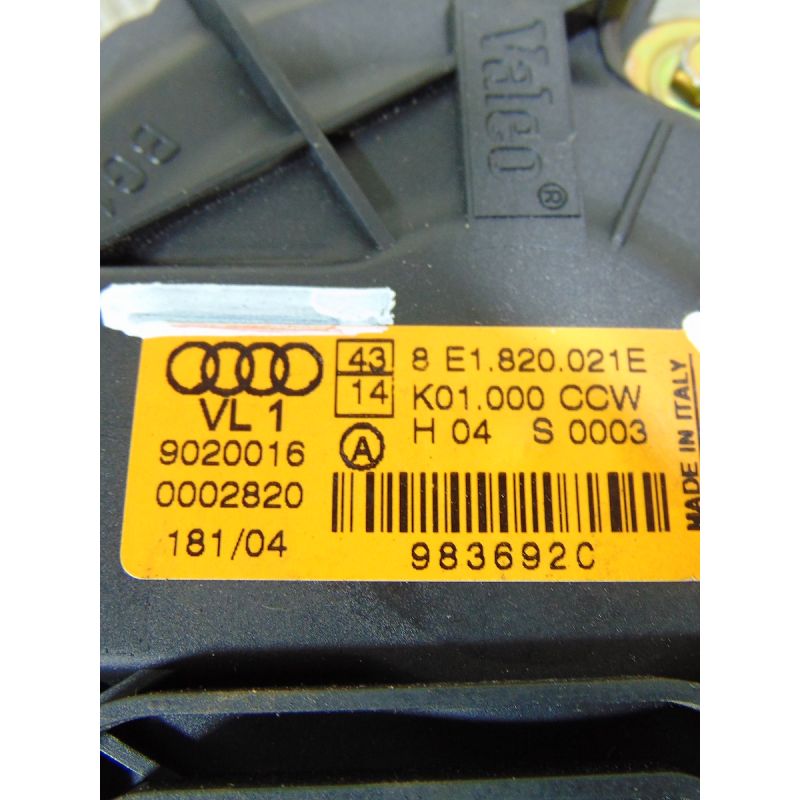 Valeo®
BG
43 8 E1.820.021E
14 K01.000 CCW
VL 1 H 04 S 0003
9020016 A
0002820
181/04
983692C
MADE IN ITALY